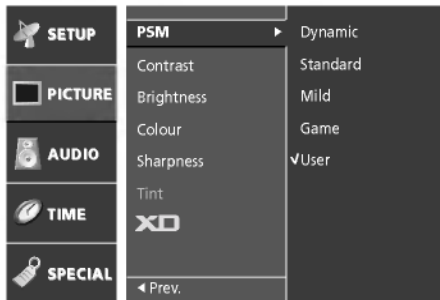 SETUP
PICTURE
AUDIO
TIME
SPECIAL
PSM ►
Contrast
Brightness
Colour
Sharpness
Tint
XD
◄ Prev.
Dynamic
Standard
Mild
Game
✓User